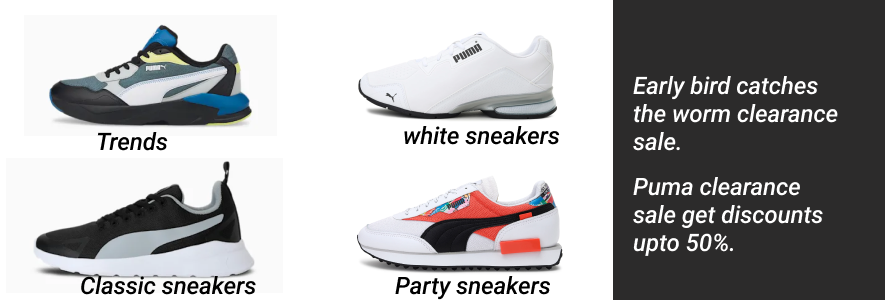 PUMA
PUMA
Trends
white sneakers
Classic sneakers
Party sneakers
Early bird catches
the worm clearance
sale.
Puma clearance
sale get discounts
upto 50%.